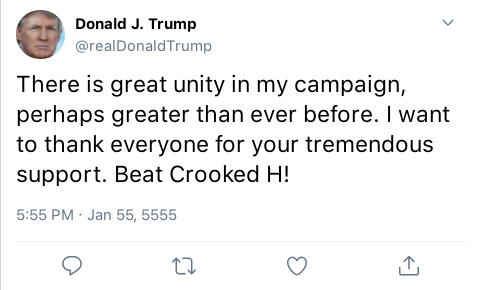 Donald J. Trump
@realDonaldTrump
There is great unity in my campaign,
perhaps greater than ever before. I want
to thank everyone for your tremendous
support. Beat Crooked H!
5:55 PM · Jan 55, 5555